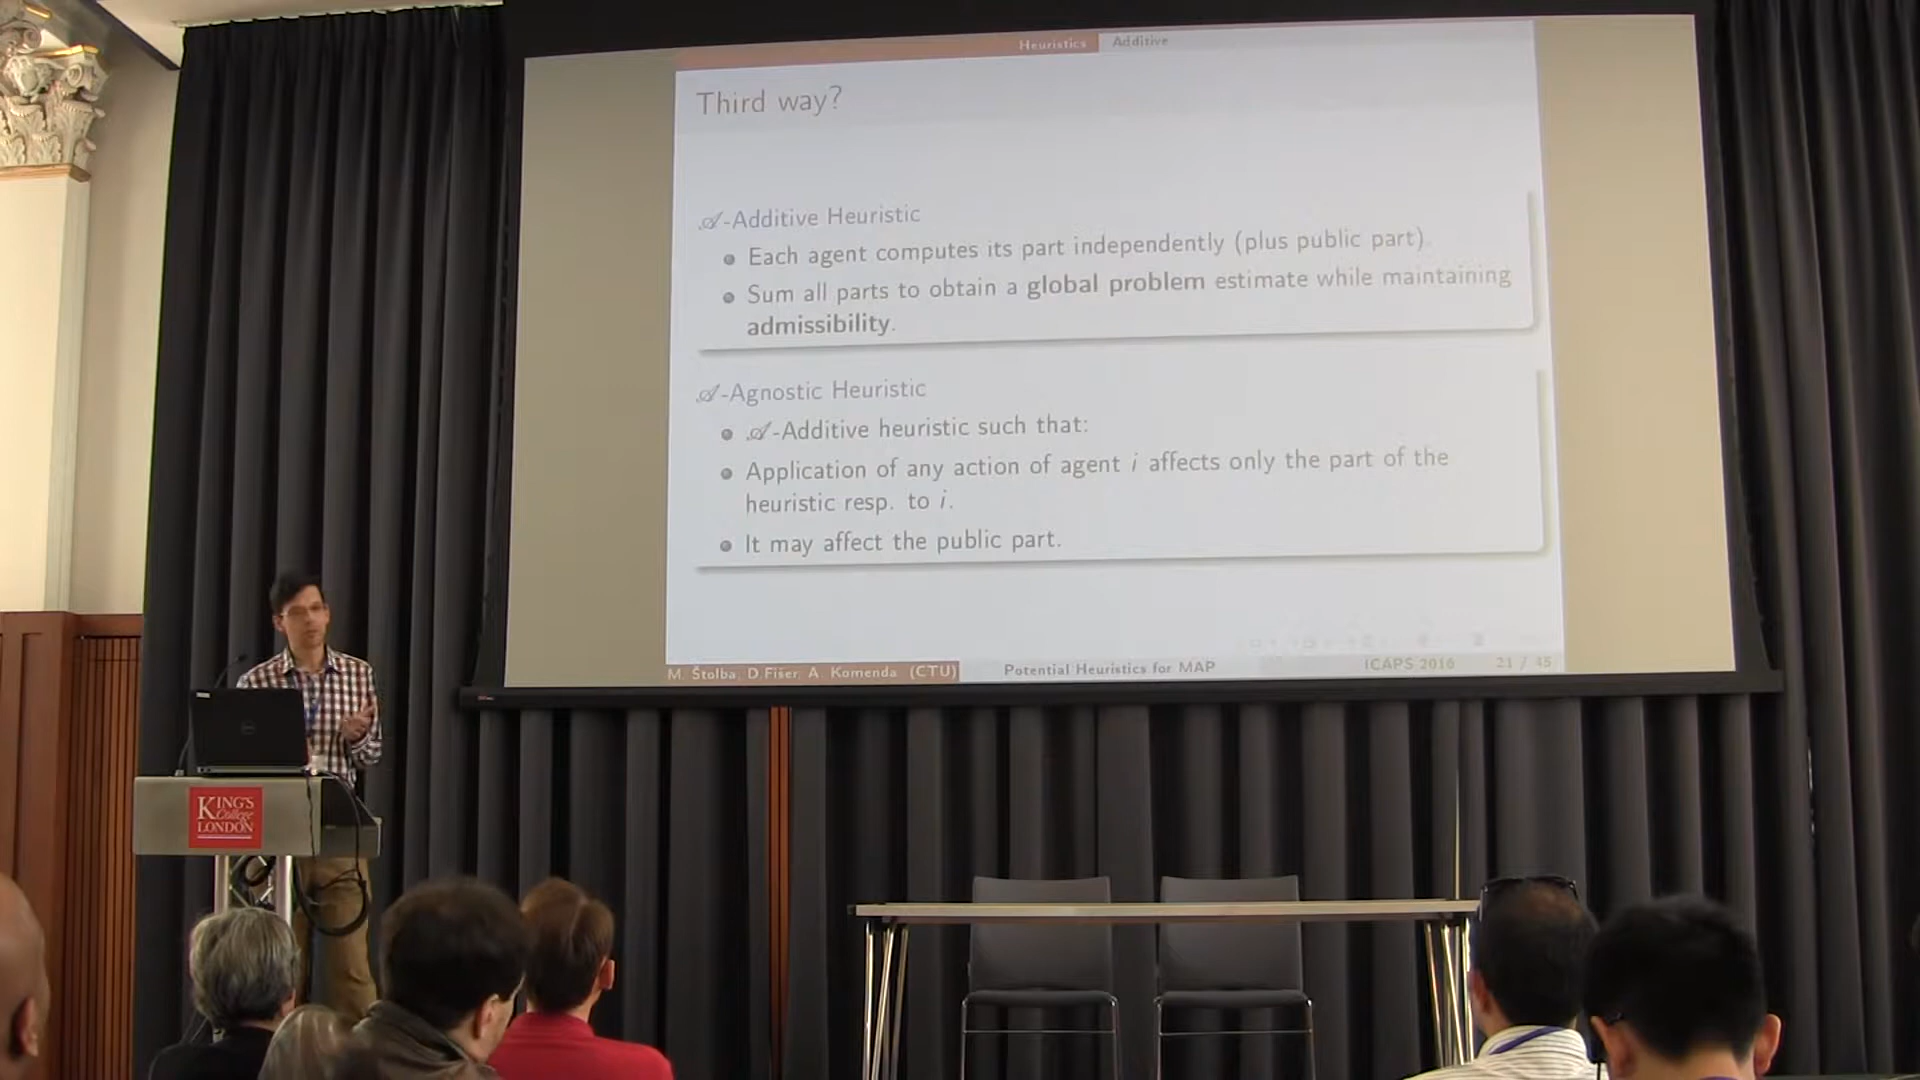 Heuristics Additive
Third way?
𝒜-Additive Heuristic
Each agent computes its part independently (plus public part).
Sum all parts to obtain a global problem estimate while maintaining
admissibility.
𝒜-Agnostic Heuristic
𝒜-Additive heuristic such that:
Application of any action of agent i affects only the part of the
heuristic resp. to i.
It may affect the public part.
M. Štolba, D.Fišer, A. Komenda (CTU) Potential Heuristics for MAP ICAPS 2016 21 / 45
KING'S
College
LONDON